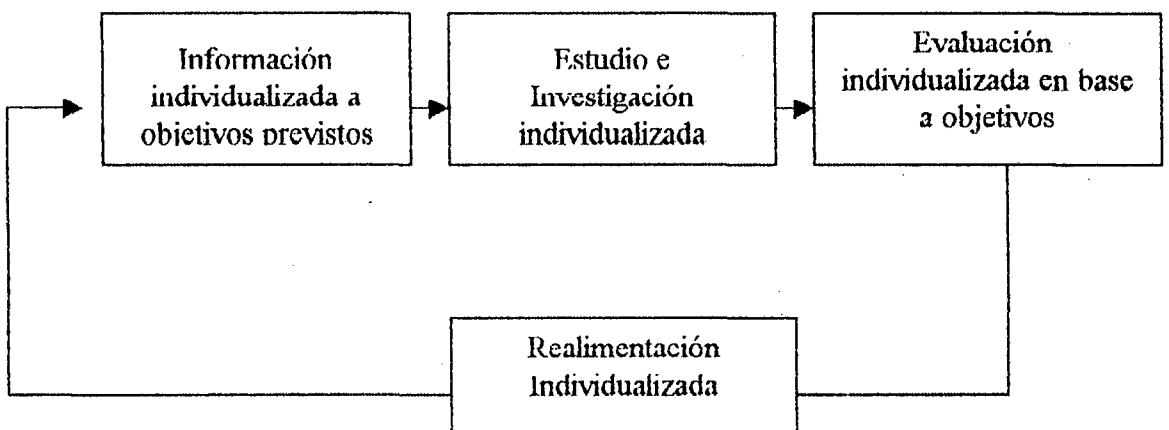 Información
individualizada a
objetivos previstos
Estudio e
Investigación
individualizada
Evaluación
individualizada en base
a objetivos
Realimentación
Individualizada